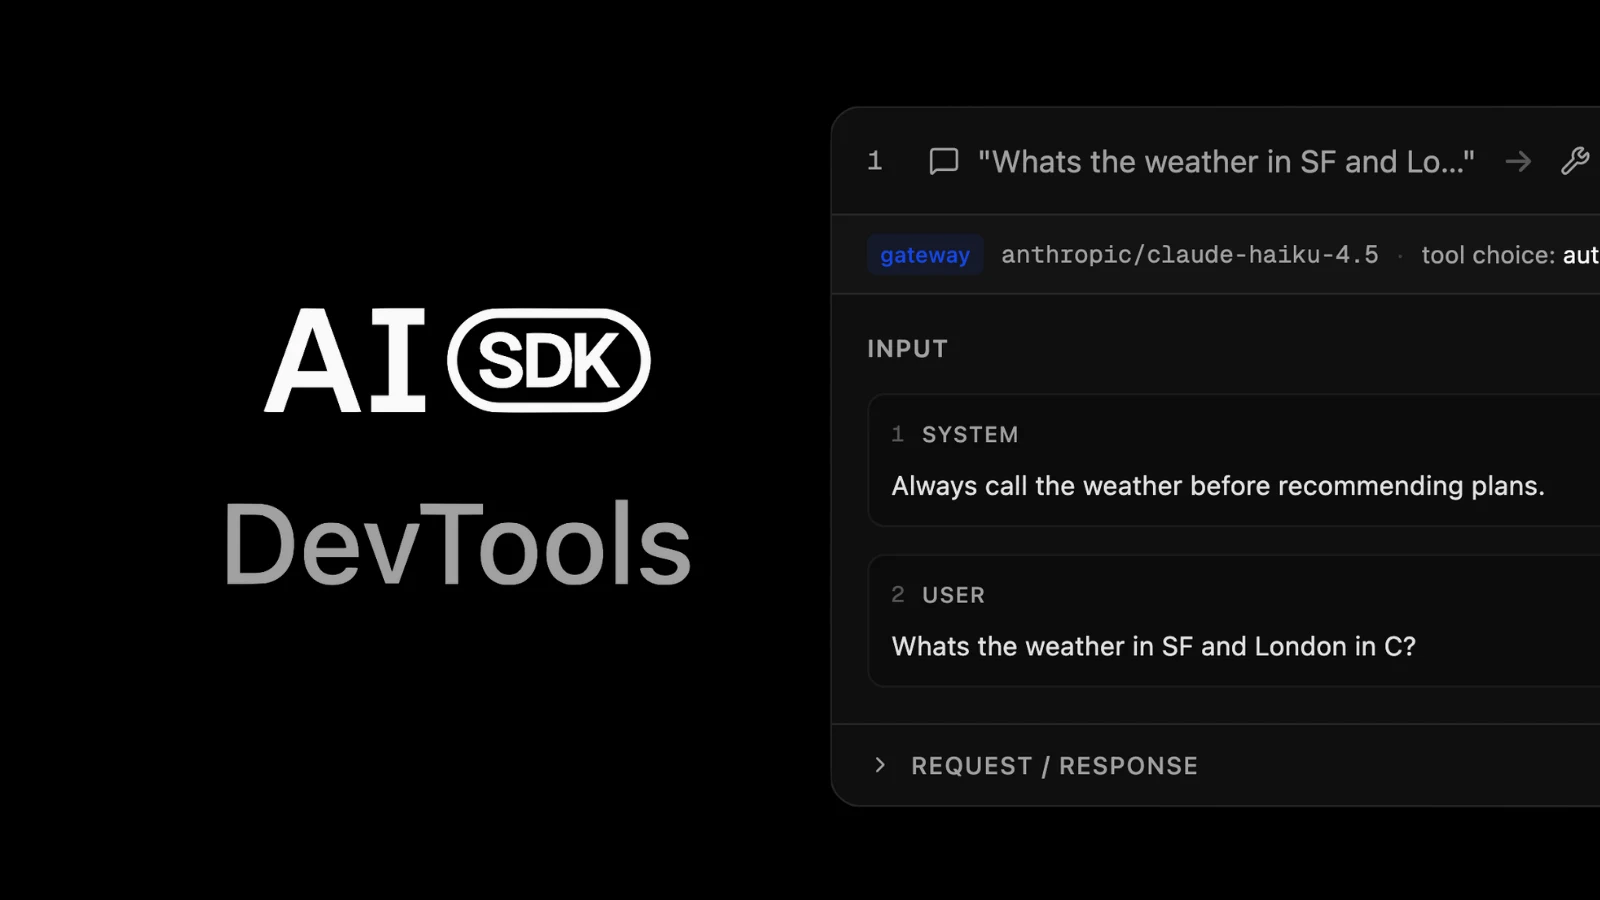 AI SDK
DevTools
1 "Whats the weather in SF and Lo..." →
gateway anthropic/claude-haiku-4.5 · tool choice: aut
INPUT
1 SYSTEM
Always call the weather before recommending plans.
2 USER
Whats the weather in SF and London in C?
REQUEST / RESPONSE